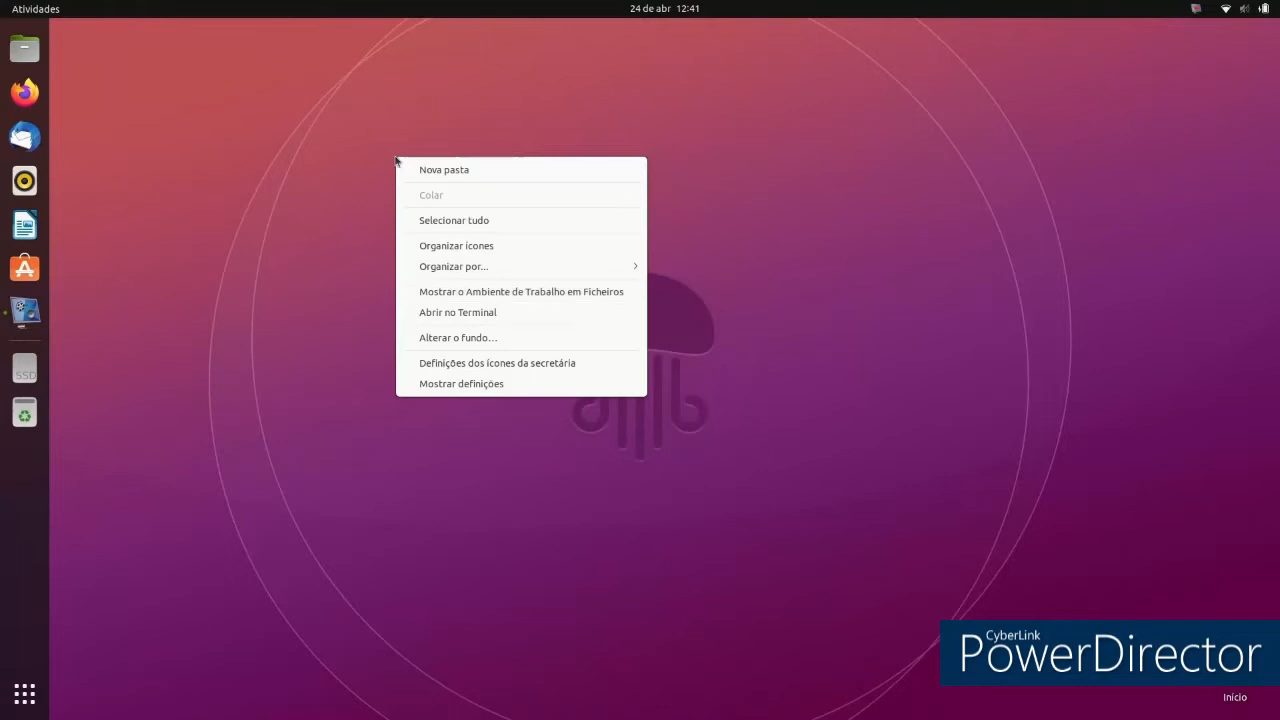 Atividades
24 de abr 12:41
Nova pasta
Colar
Selecionar tudo
Organizar ícones
Organizar por...
Mostrar o Ambiente de Trabalho em Ficheiros
Abrir no Terminal
Alterar o fundo…
Definições dos ícones da secretária
Mostrar definições
SSD
CyberLink
PowerDirector
Início